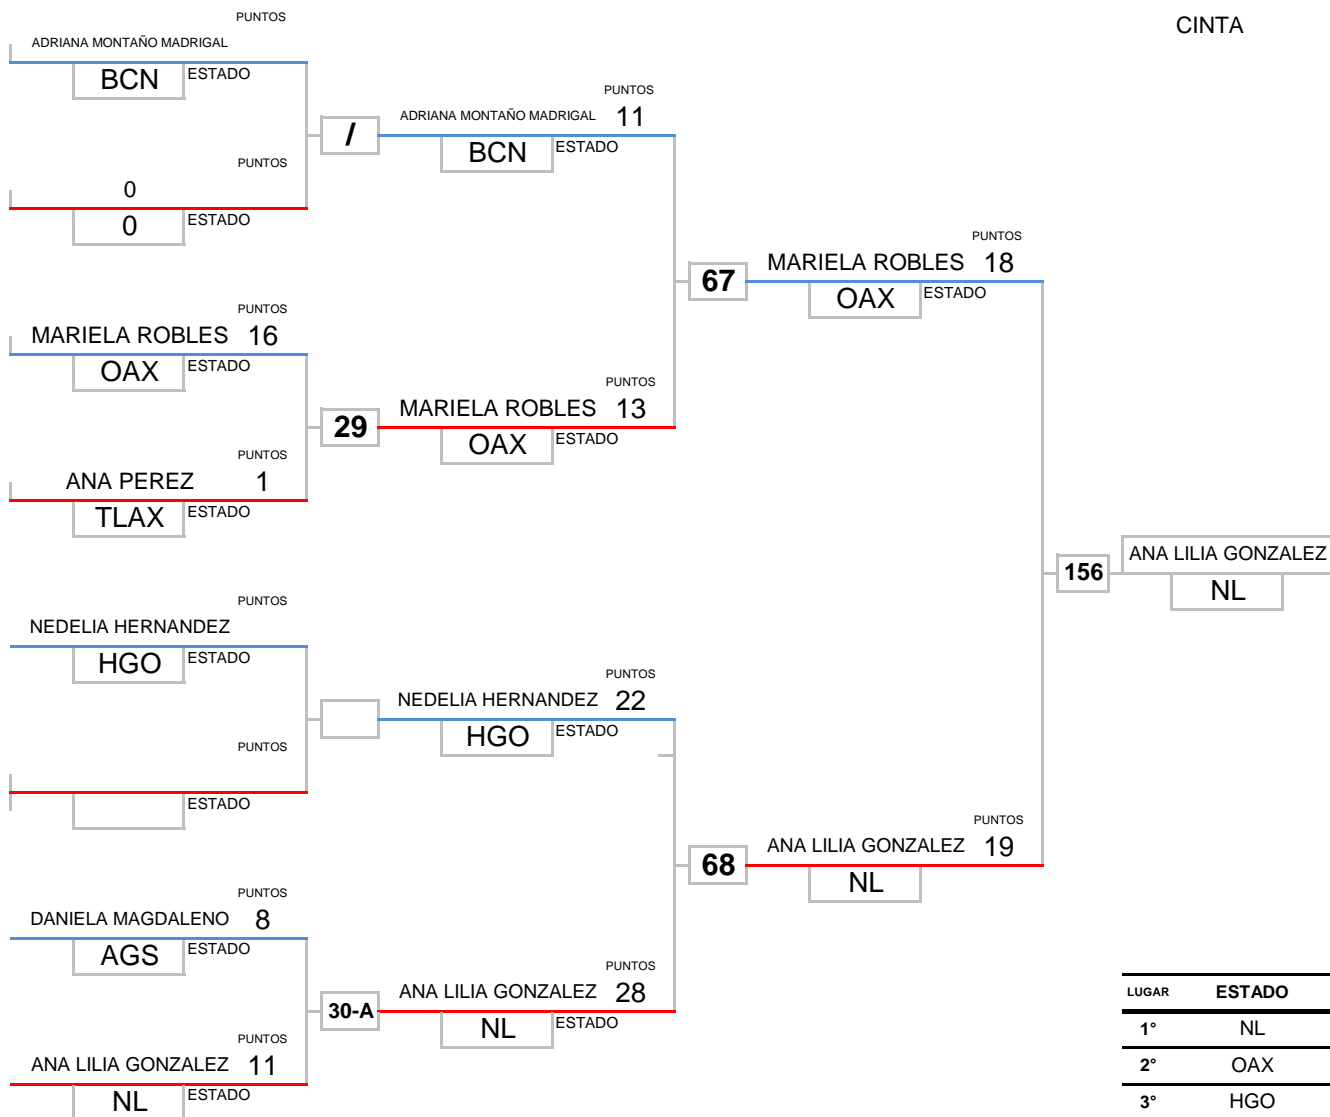 PUNTOS
CINTA
ADRIANA MONTAÑO MADRIGAL
BCN ESTADO
PUNTOS
/ ADRIANA MONTAÑO MADRIGAL 11
BCN ESTADO
PUNTOS
0
0 ESTADO
PUNTOS
67 MARIELA ROBLES 18
OAX ESTADO
PUNTOS
MARIELA ROBLES 16
OAX ESTADO
PUNTOS
29 MARIELA ROBLES 13
OAX ESTADO
PUNTOS
ANA PEREZ 1
TLAX ESTADO
156 ANA LILIA GONZALEZ
NL
PUNTOS
NEDELIA HERNANDEZ
HGO ESTADO
PUNTOS
NEDELIA HERNANDEZ 22
HGO ESTADO
PUNTOS
ESTADO
PUNTOS
68 ANA LILIA GONZALEZ 19
NL
PUNTOS
DANIELA MAGDALENO 8
AGS ESTADO
PUNTOS
30-A ANA LILIA GONZALEZ 28
NL ESTADO
PUNTOS
ANA LILIA GONZALEZ 11
NL ESTADO
LUGAR ESTADO
1° NL
2° OAX
3° HGO